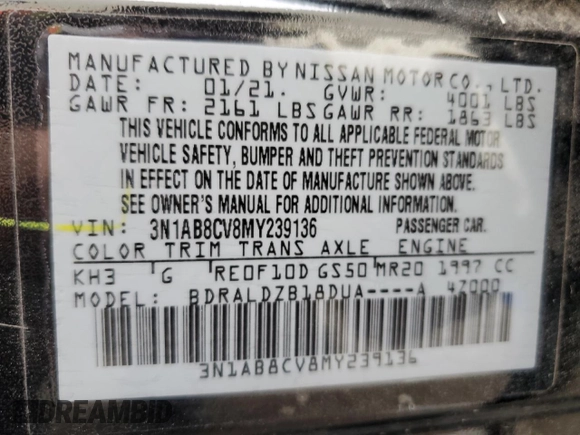 MANUFACTURED BY NISSAN MOTOR CO., LTD.
DATE: 01/21. GVWR: 4001 LBS
GAWR FR: 2161 LBS GAWR RR: 1863 LBS
THIS VEHICLE CONFORMS TO ALL APPLICABLE FEDERAL MOTOR
VEHICLE SAFETY, BUMPER AND THEFT PREVENTION STANDARDS
IN EFFECT ON THE DATE OF MANUFACTURE SHOWN ABOVE.
SEE OWNER'S MANUAL FOR ADDITIONAL INFORMATION.
VIN: 3N1AB8CV8MY239136 PASSENGER CAR.
COLOR TRIM TRANS AXLE ENGINE
KH3 G RE0F10D GS50 MR20 1997 CC
MODEL: BDRALDZB18DUA----A 47000
3N1AB8CV8MY239136
DREAMBID